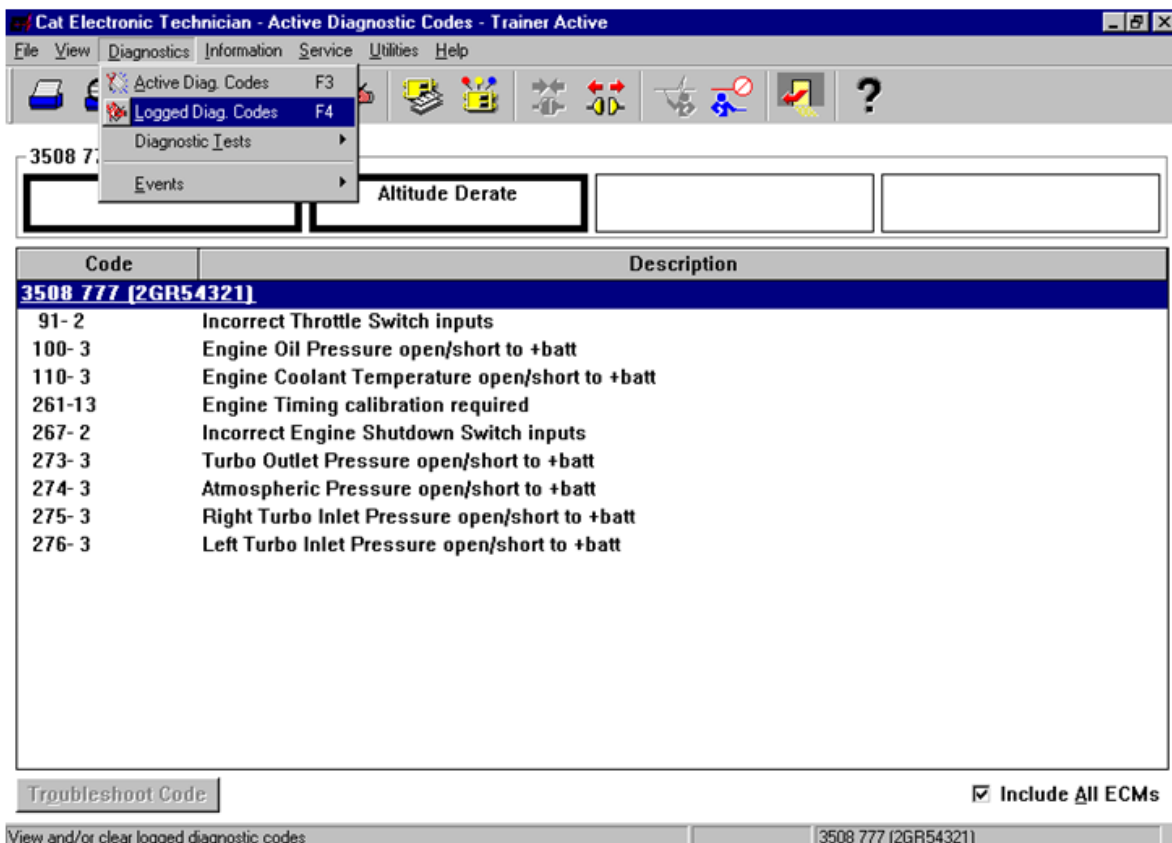 Cat Electronic Technician - Active Diagnostic Codes - Trainer Active
File View Diagnostics Information Service Utilities Help
Active Diag. Codes F3
Logged Diag. Codes F4
Diagnostic Tests
Events
3508 77
Altitude Derate
Code Description
3508 777 (2GR54321)
91- 2 Incorrect Throttle Switch inputs
100- 3 Engine Oil Pressure open/short to +batt
110- 3 Engine Coolant Temperature open/short to +batt
261-13 Engine Timing calibration required
267- 2 Incorrect Engine Shutdown Switch inputs
273- 3 Turbo Outlet Pressure open/short to +batt
274- 3 Atmospheric Pressure open/short to +batt
275- 3 Right Turbo Inlet Pressure open/short to +batt
276- 3 Left Turbo Inlet Pressure open/short to +batt
Troubleshoot Code
Include All ECMs
View and/or clear logged diagnostic codes 3508 777 (2GR54321)